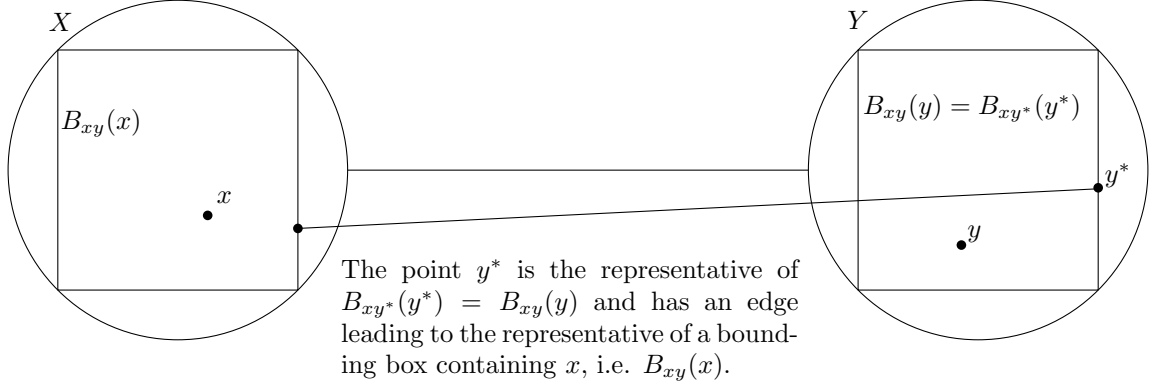 X
Y
B_{xy}(x)
B_{xy}(y) = B_{xy^*}(y^*)
x
y^*
y
The point y^* is the representative of
B_{xy^*}(y^*) = B_{xy}(y) and has an edge
leading to the representative of a bound-
ing box containing x, i.e. B_{xy}(x).